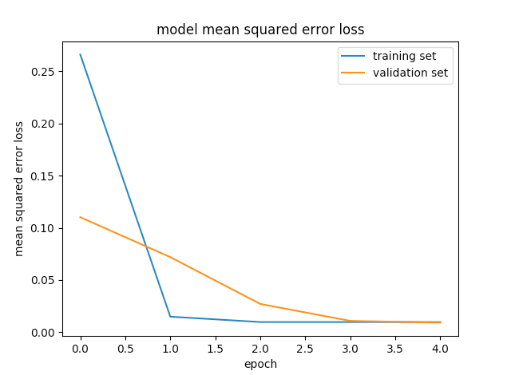 model mean squared error loss
training set
validation set
mean squared error loss
0.25
0.20
0.15
0.10
0.05
0.00
0.0 0.5 1.0 1.5 2.0 2.5 3.0 3.5 4.0
epoch